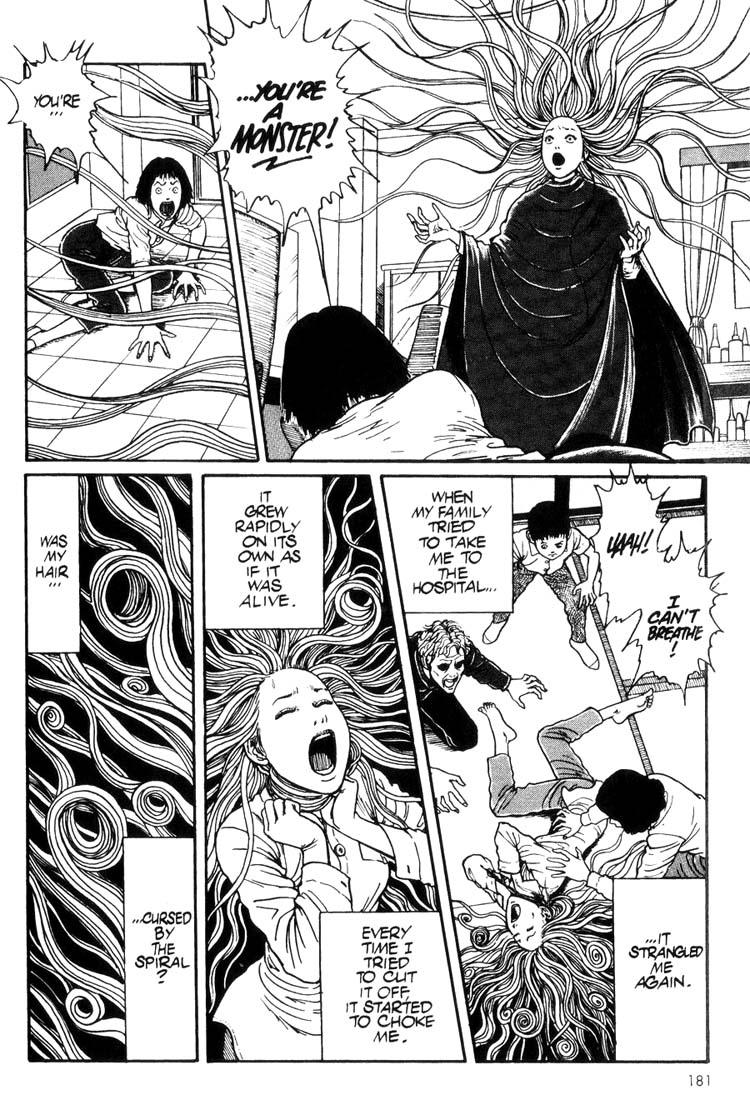 YOU'RE
...
...YOU'RE
A
MONSTER!
WAS
MY
HAIR
...
...CURSED
BY
THE
SPIRAL
?
IT
GREW
RAPIDLY
ON ITS
OWN AS
IF IT
WAS
ALIVE.
EVERY
TIME I
TRIED
TO CUT
IT OFF,
IT STARTED
TO CHOKE
ME.
WHEN
MY FAMILY
TRIED
TO TAKE
ME TO
THE
HOSPITAL...
UAAH!
I
CAN'T
BREATHE
!
...IT
STRANGLED
ME
AGAIN.
181